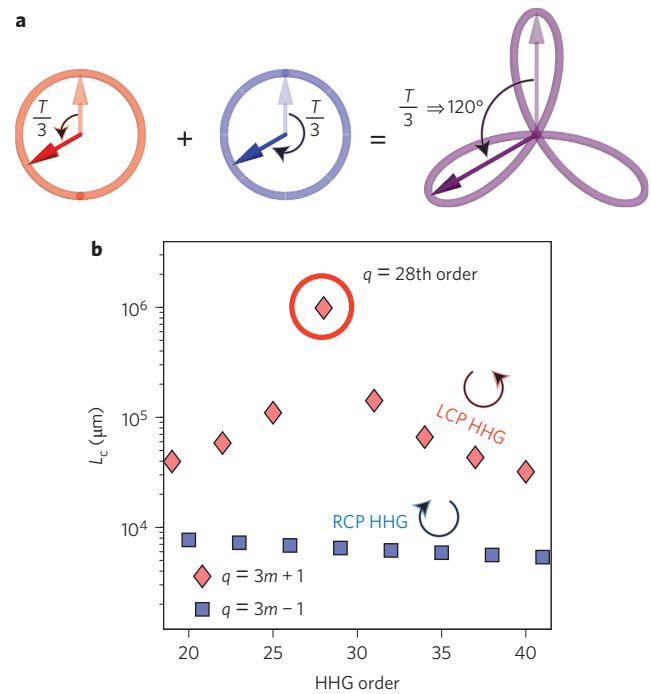 a
T/3
+
T/3
=
T/3 ⇒120°
b
q = 28th order
10⁶
10⁵
10⁴
L_c (μm)
LCP HHG
RCP HHG
q = 3m + 1
q = 3m − 1
20 25 30 35 40
HHG order